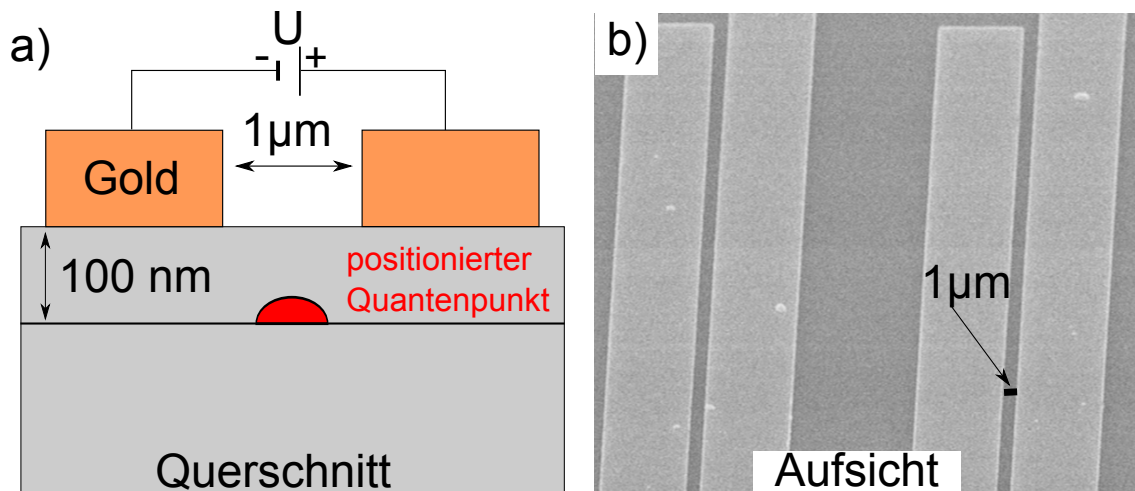 a)
U
- +
1µm
Gold
100 nm
positionierter
Quantenpunkt
Querschnitt
b)
1µm
Aufsicht